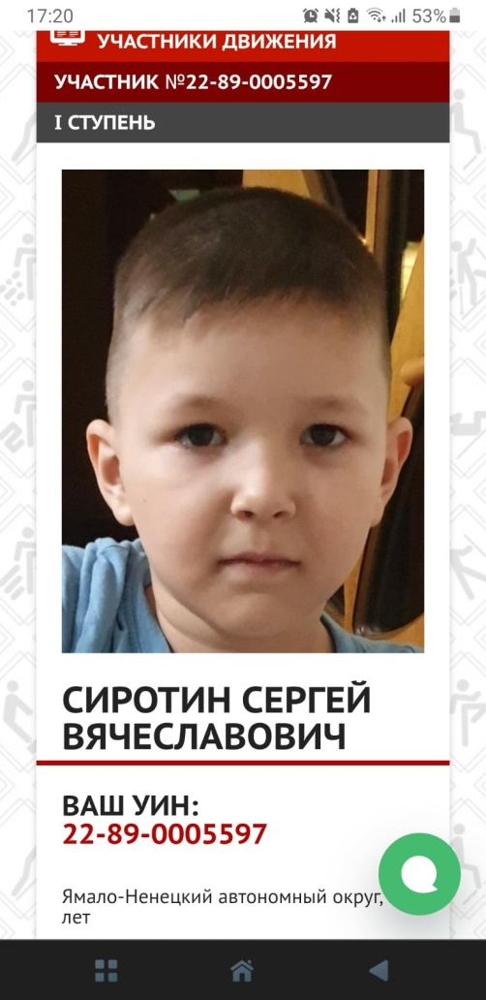 17:20
53%
УЧАСТНИКИ ДВИЖЕНИЯ
УЧАСТНИК №22-89-0005597
I СТУПЕНЬ
СИРОТИН СЕРГЕЙ
ВЯЧЕСЛАВОВИЧ
ВАШ УИН:
22-89-0005597
Ямало-Ненецкий автономный округ,
лет